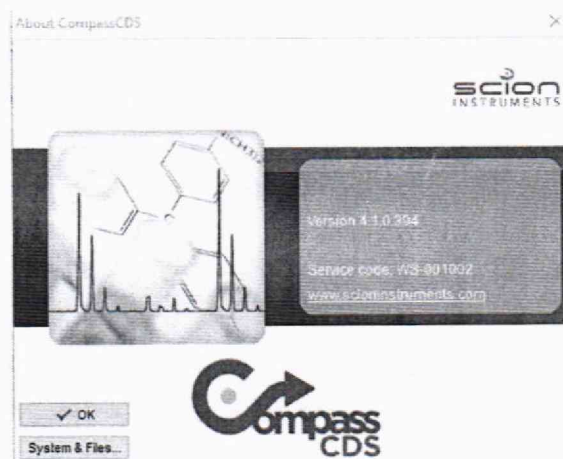 About CompassCDS
scion
INSTRUMENTS
Version 4.1.0.394
Service code: WS-001002
www.scioninstruments.com
Compass
CDS
OK
System & Files...